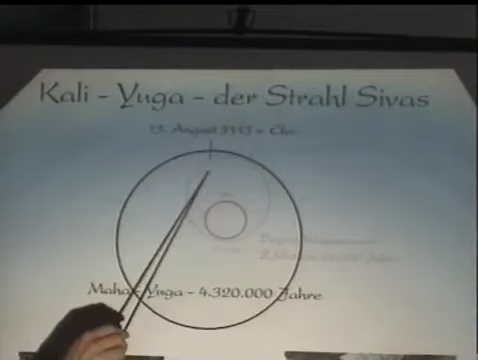 Kali - Yuga - der Strahl Sivas
13. August 3113 v. Chr.
Maha - Yuga - 4.320.000 Jahre